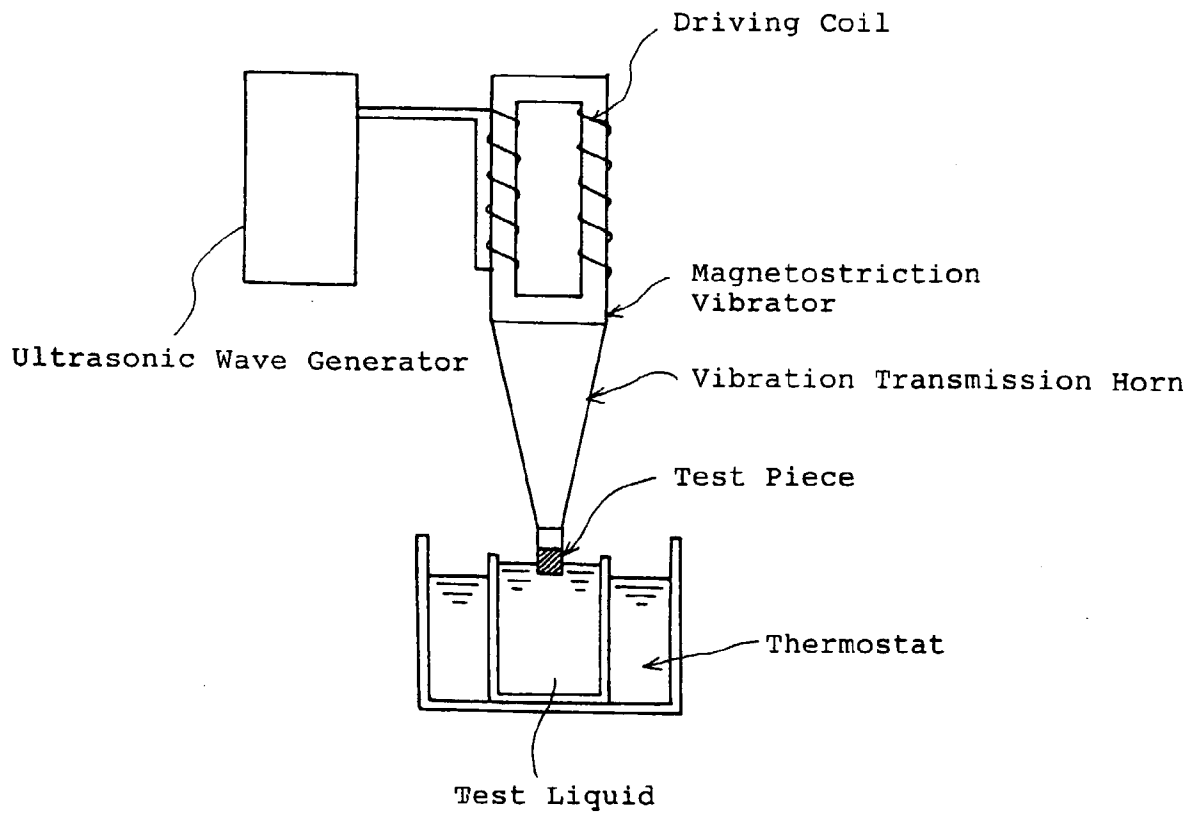 Driving Coil
Magnetostriction
Vibrator
Ultrasonic Wave Generator
Vibration Transmission Horn
Test Piece
Thermostat
Test Liquid